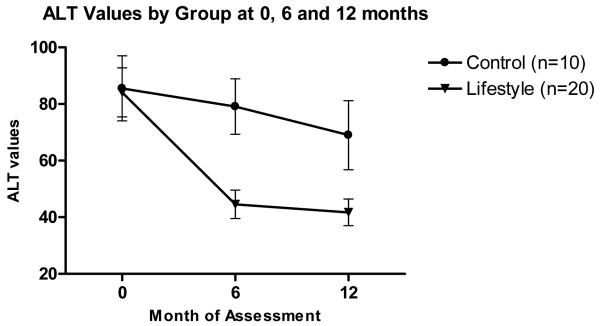 ALT Values by Group at 0, 6 and 12 months
100
80
60
40
20
ALT values
0 6 12
Month of Assessment
Control (n=10)
Lifestyle (n=20)